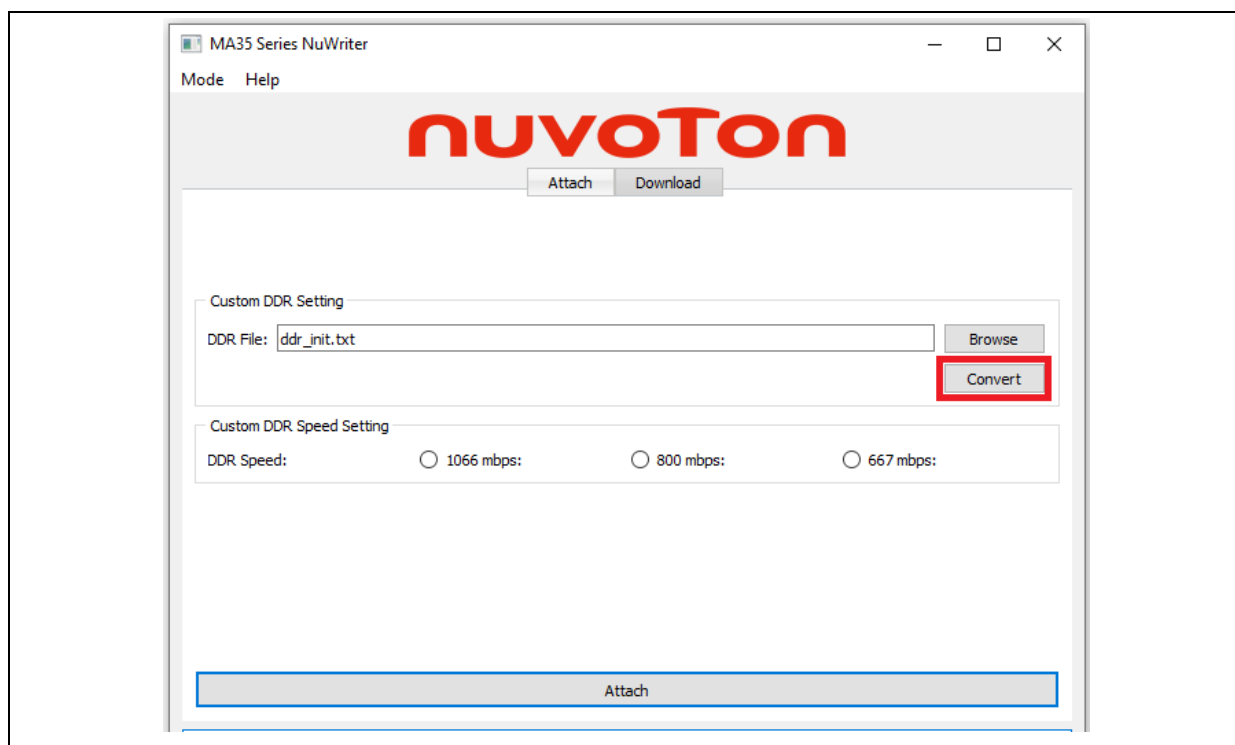 MA35 Series NuWriter
Mode Help
nuvoTon
Attach Download
Custom DDR Setting
DDR File: ddr_init.txt Browse
Convert
Custom DDR Speed Setting
DDR Speed: 1066 mbps: 800 mbps: 667 mbps:
Attach